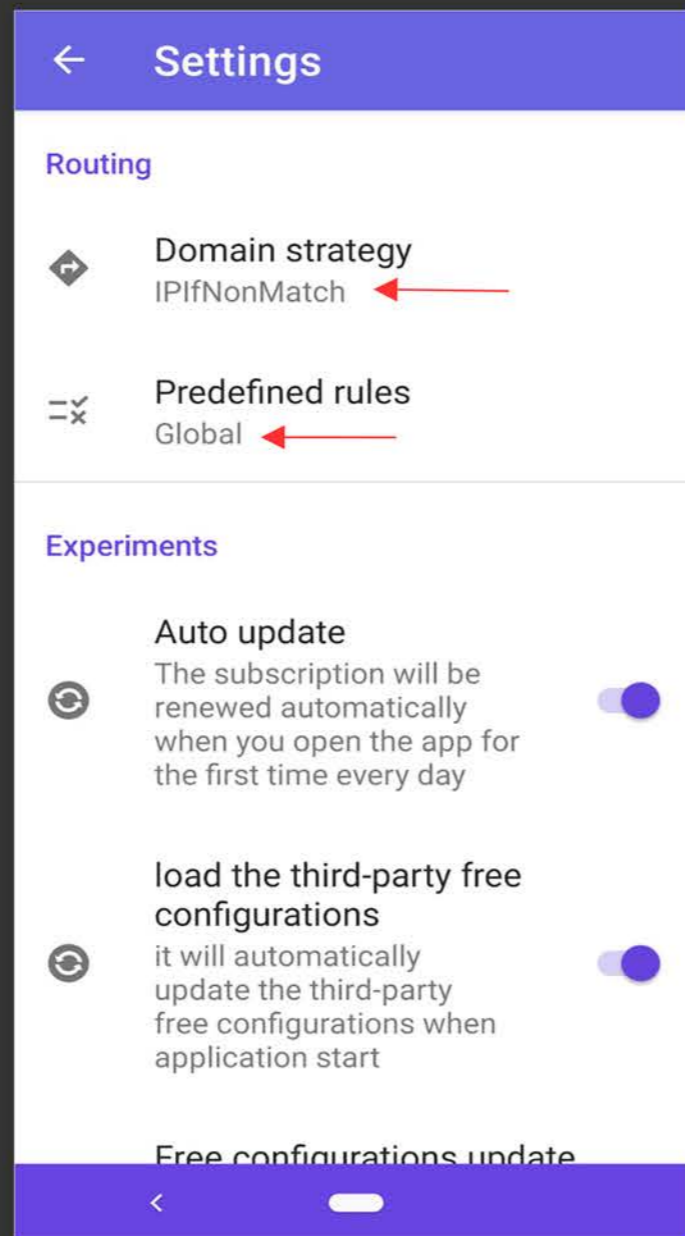 Settings
Routing
Domain strategy
IPIfNonMatch
Predefined rules
Global
Experiments
Auto update
The subscription will be
renewed automatically
when you open the app for
the first time every day
load the third-party free
configurations
it will automatically
update the third-party
free configurations when
application start
Free configurations update